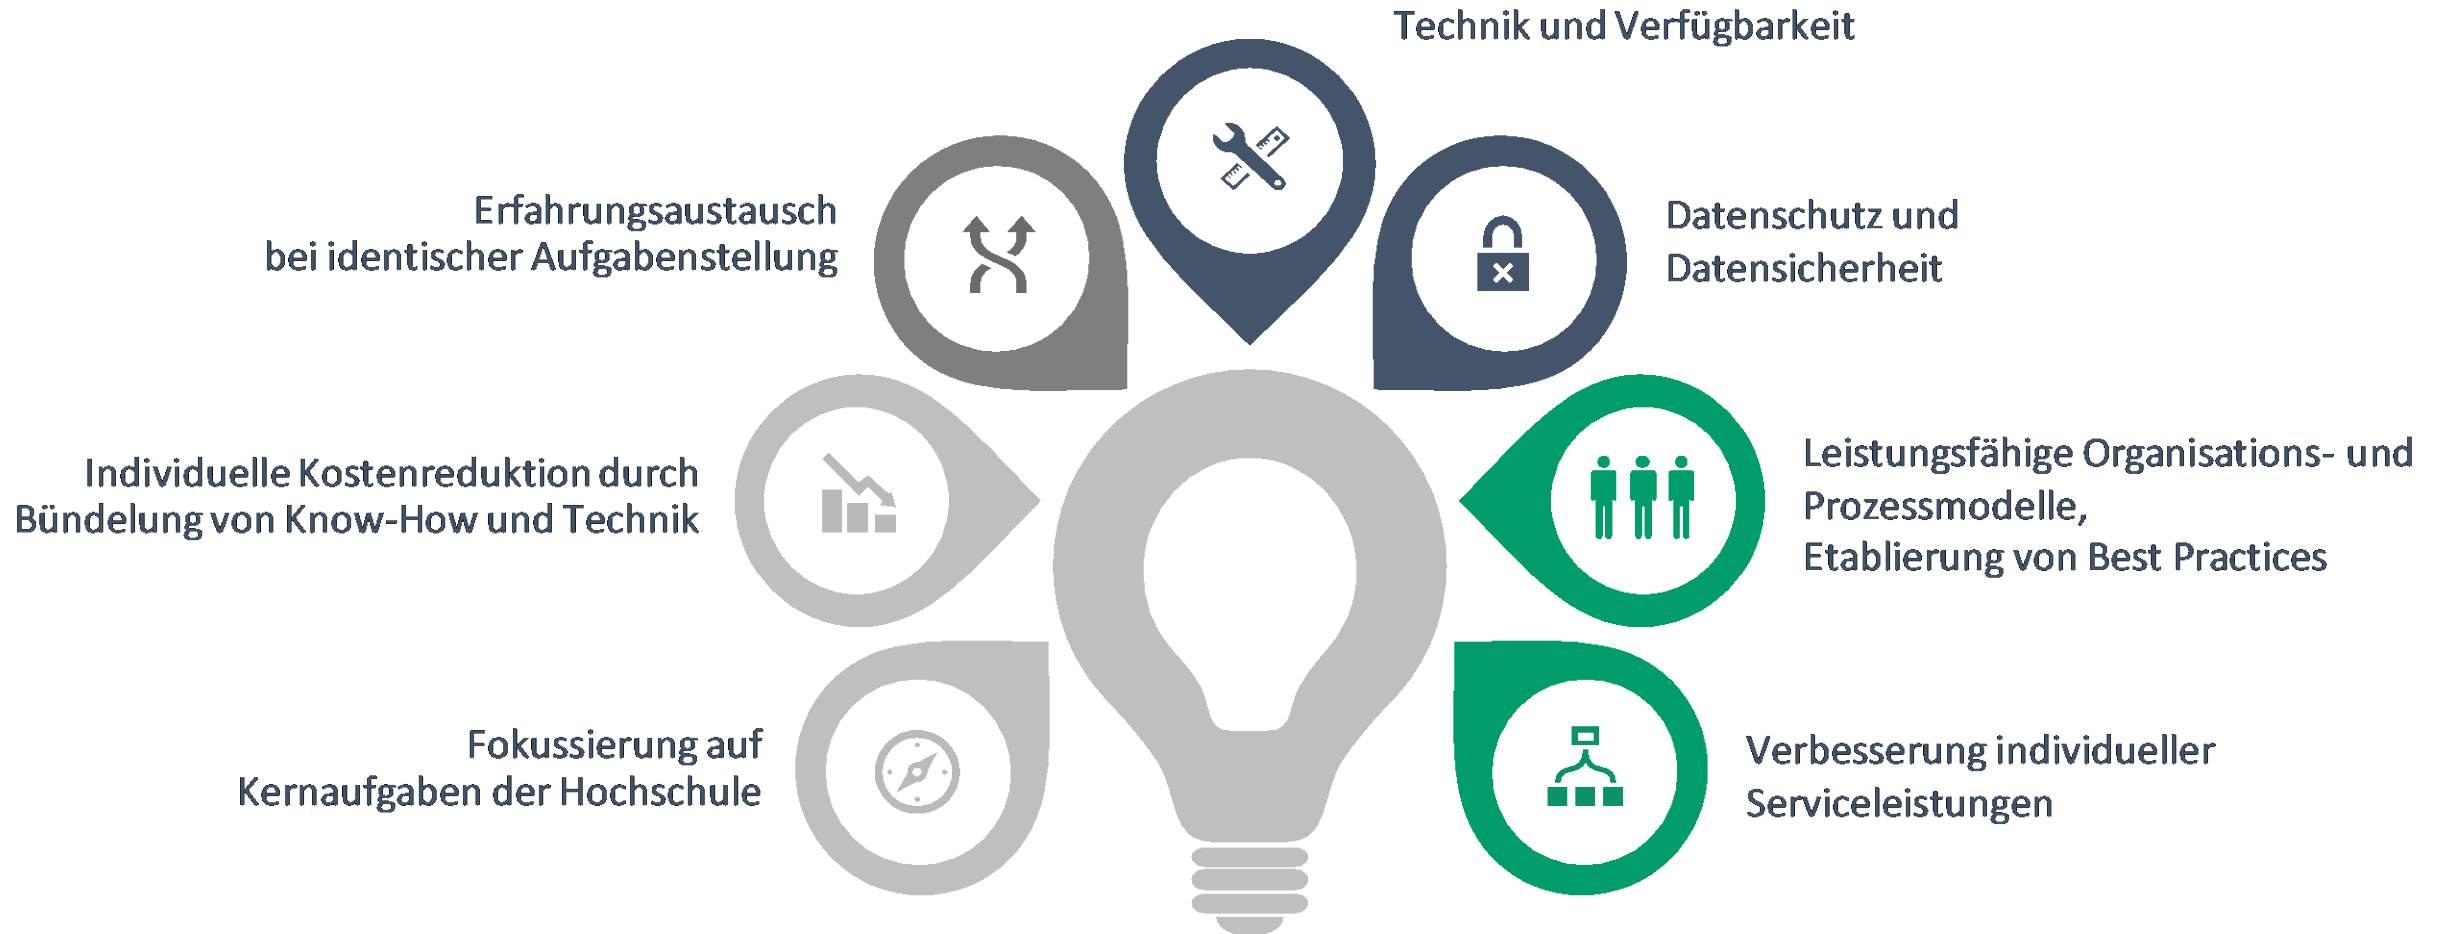 Technik und Verfügbarkeit
Erfahrungsaustausch
bei identischer Aufgabenstellung
Datenschutz und
Datensicherheit
Individuelle Kostenreduktion durch
Bündelung von Know-How und Technik
Leistungsfähige Organisations- und
Prozessmodelle,
Etablierung von Best Practices
Fokussierung auf
Kernaufgaben der Hochschule
Verbesserung individueller
Serviceleistungen